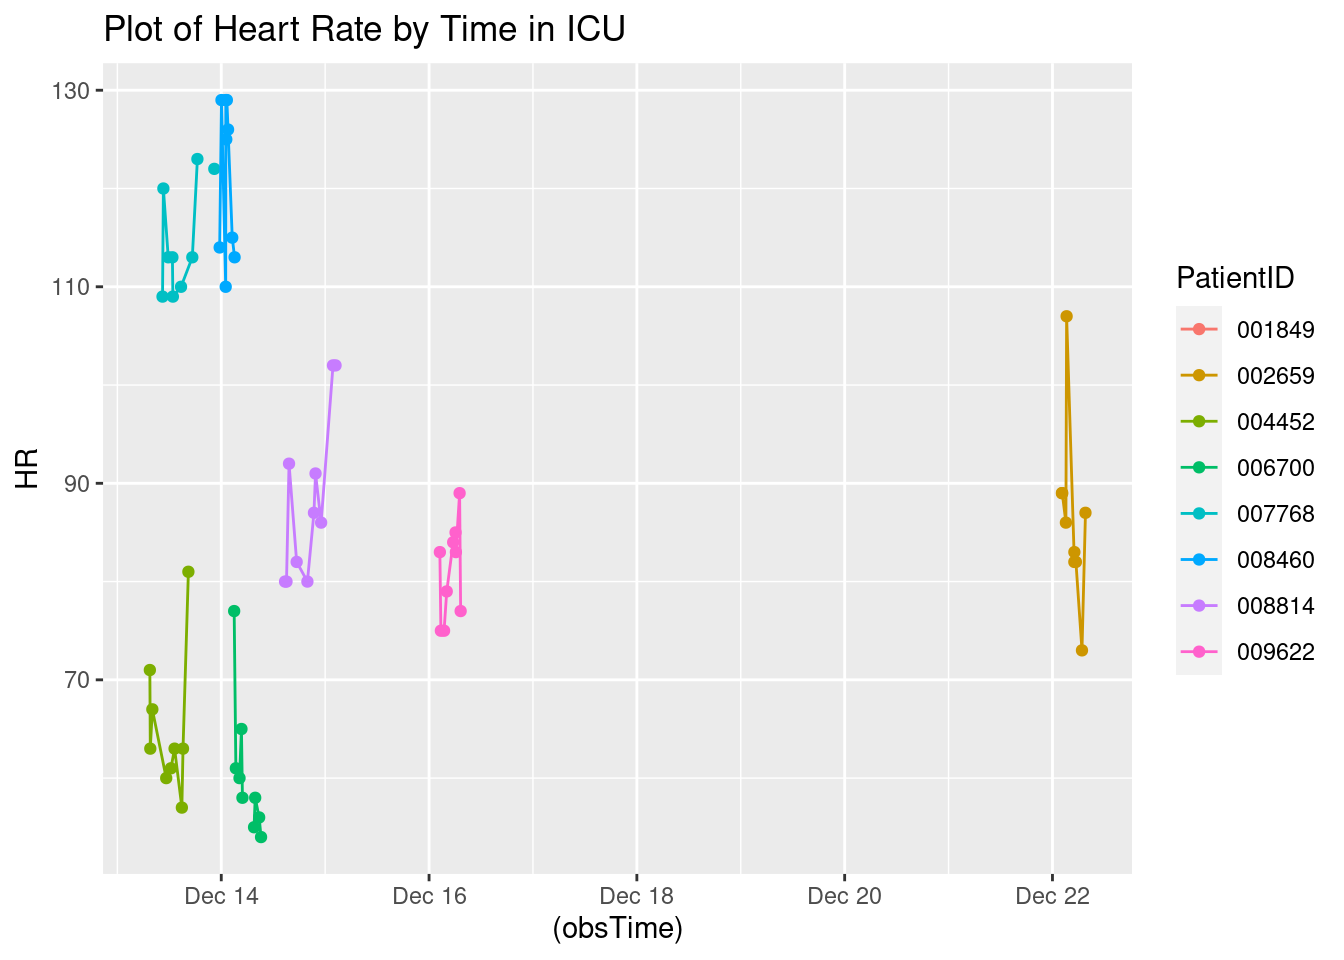 Plot of Heart Rate by Time in ICU
130
110
90
70
HR
Dec 14
Dec 16
Dec 18
Dec 20
Dec 22
(obsTime)
PatientID
001849
002659
004452
006700
007768
008460
008814
009622